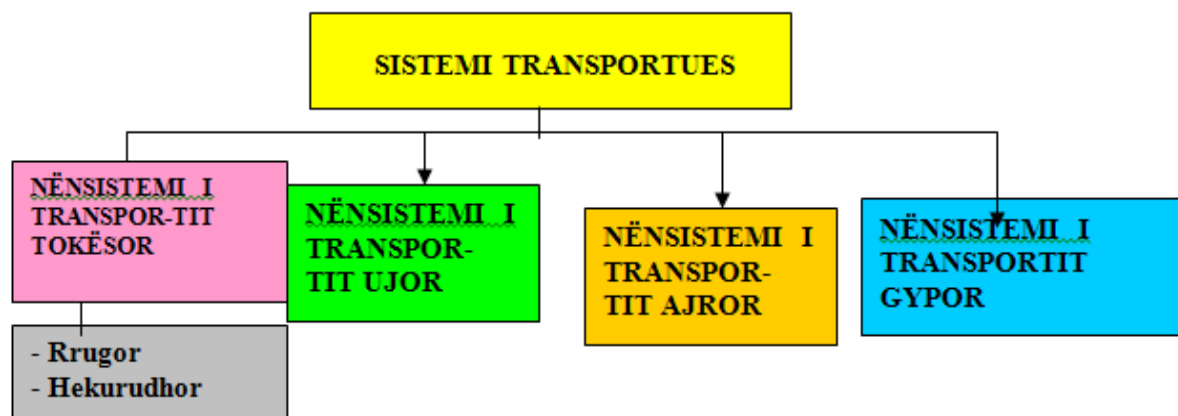 SISTEMI TRANSPORTUES
NËNSISTEMI I
TRANSPOR-TIT
TOKËSOR
NËNSISTEMI I
TRANSPOR-
TIT UJOR
NËNSISTEMI I
TRANSPOR-
TIT AJROR
NËNSISTEMI I
TRANSPORTIT
GYPOR
- Rrugor
- Hekurudhor